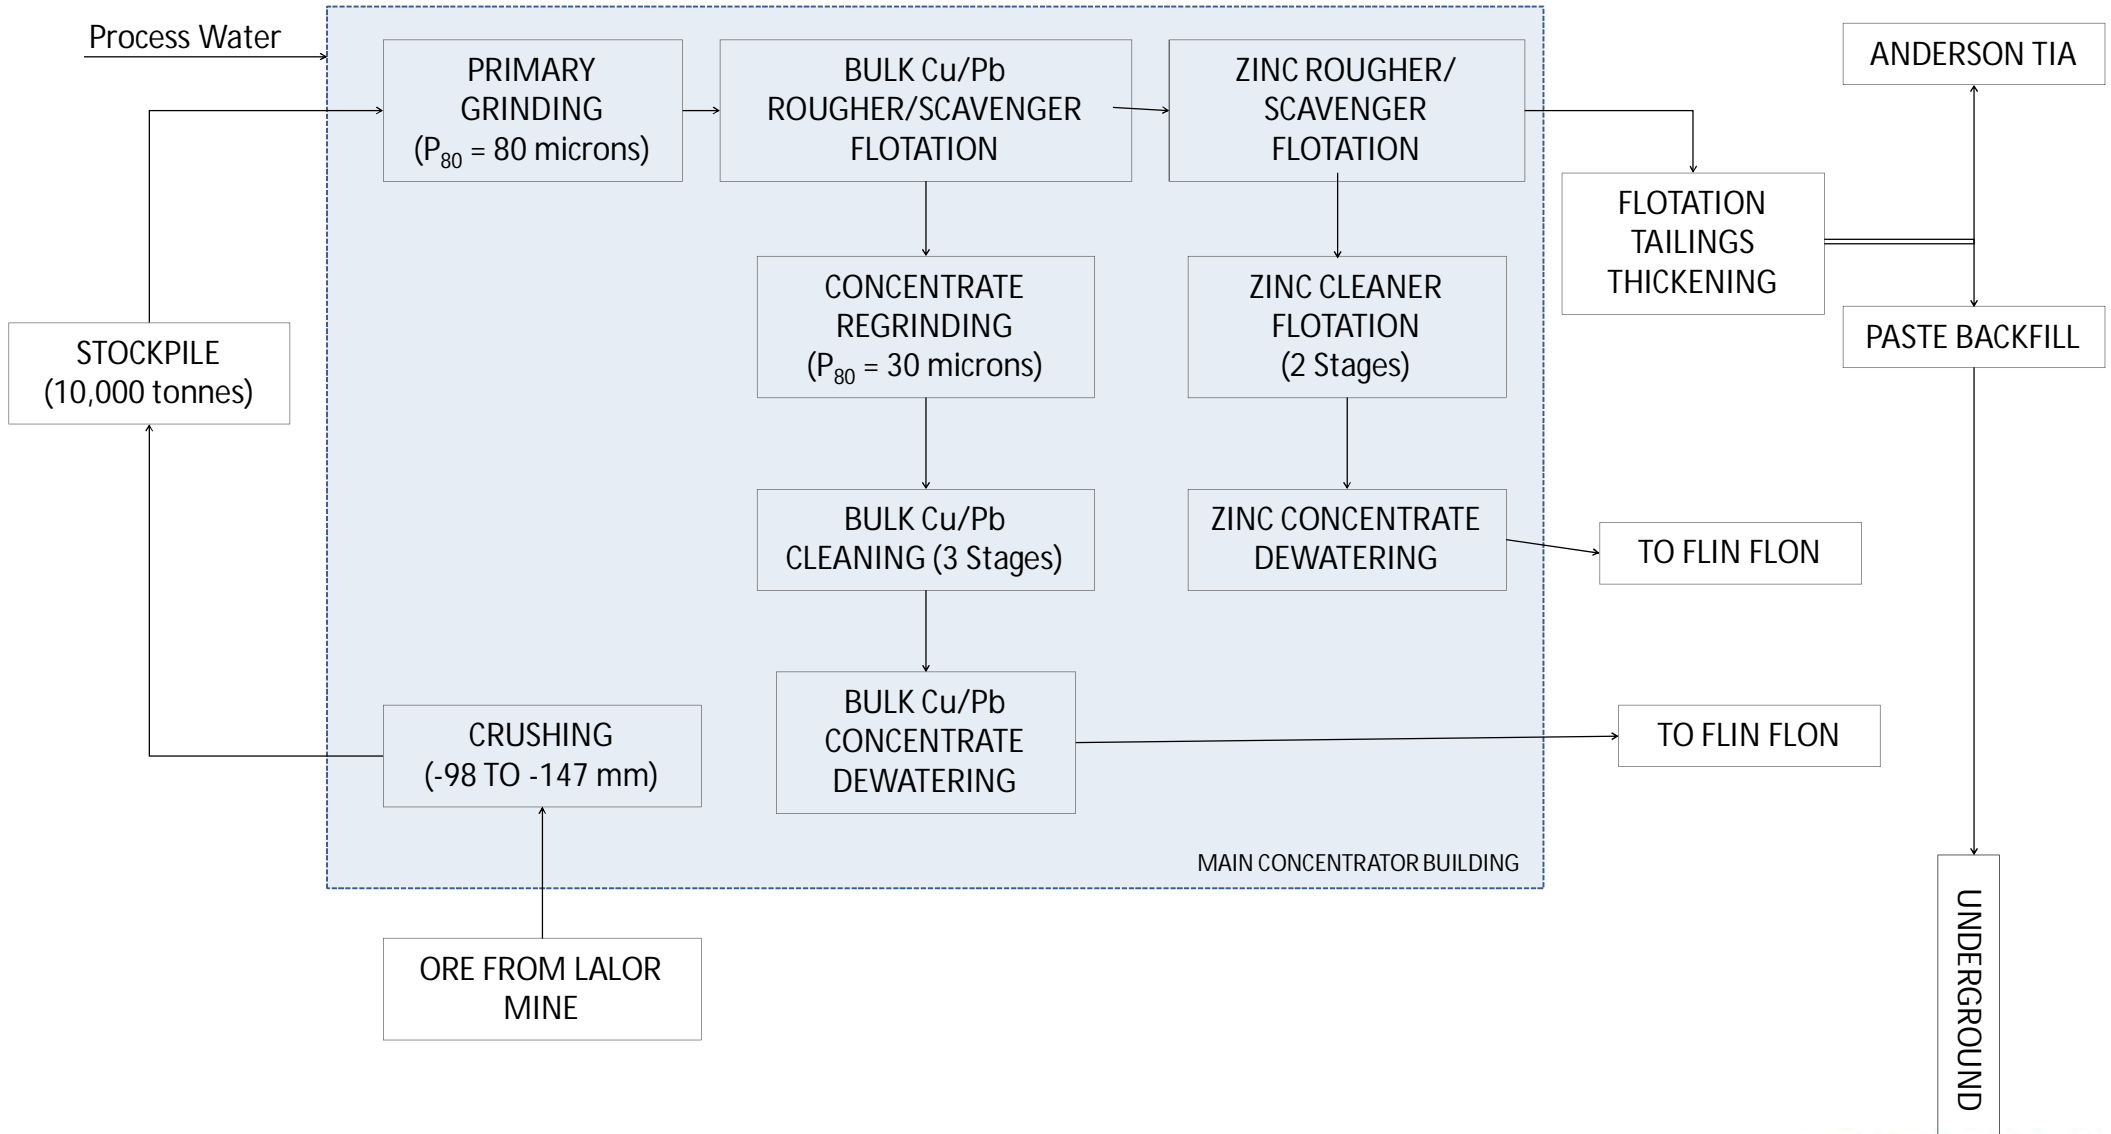 Process Water
PRIMARY
GRINDING
(P80 = 80 microns)
BULK Cu/Pb
ROUGHER/SCAVENGER
FLOTATION
ZINC ROUGHER/
SCAVENGER
FLOTATION
ANDERSON TIA
FLOTATION
TAILINGS
THICKENING
CONCENTRATE
REGRINDING
(P80 = 30 microns)
ZINC CLEANER
FLOTATION
(2 Stages)
PASTE BACKFILL
STOCKPILE
(10,000 tonnes)
BULK Cu/Pb
CLEANING (3 Stages)
ZINC CONCENTRATE
DEWATERING
TO FLIN FLON
CRUSHING
(-98 TO -147 mm)
BULK Cu/Pb
CONCENTRATE
DEWATERING
TO FLIN FLON
MAIN CONCENTRATOR BUILDING
ORE FROM LALOR
MINE
UNDERGROUND